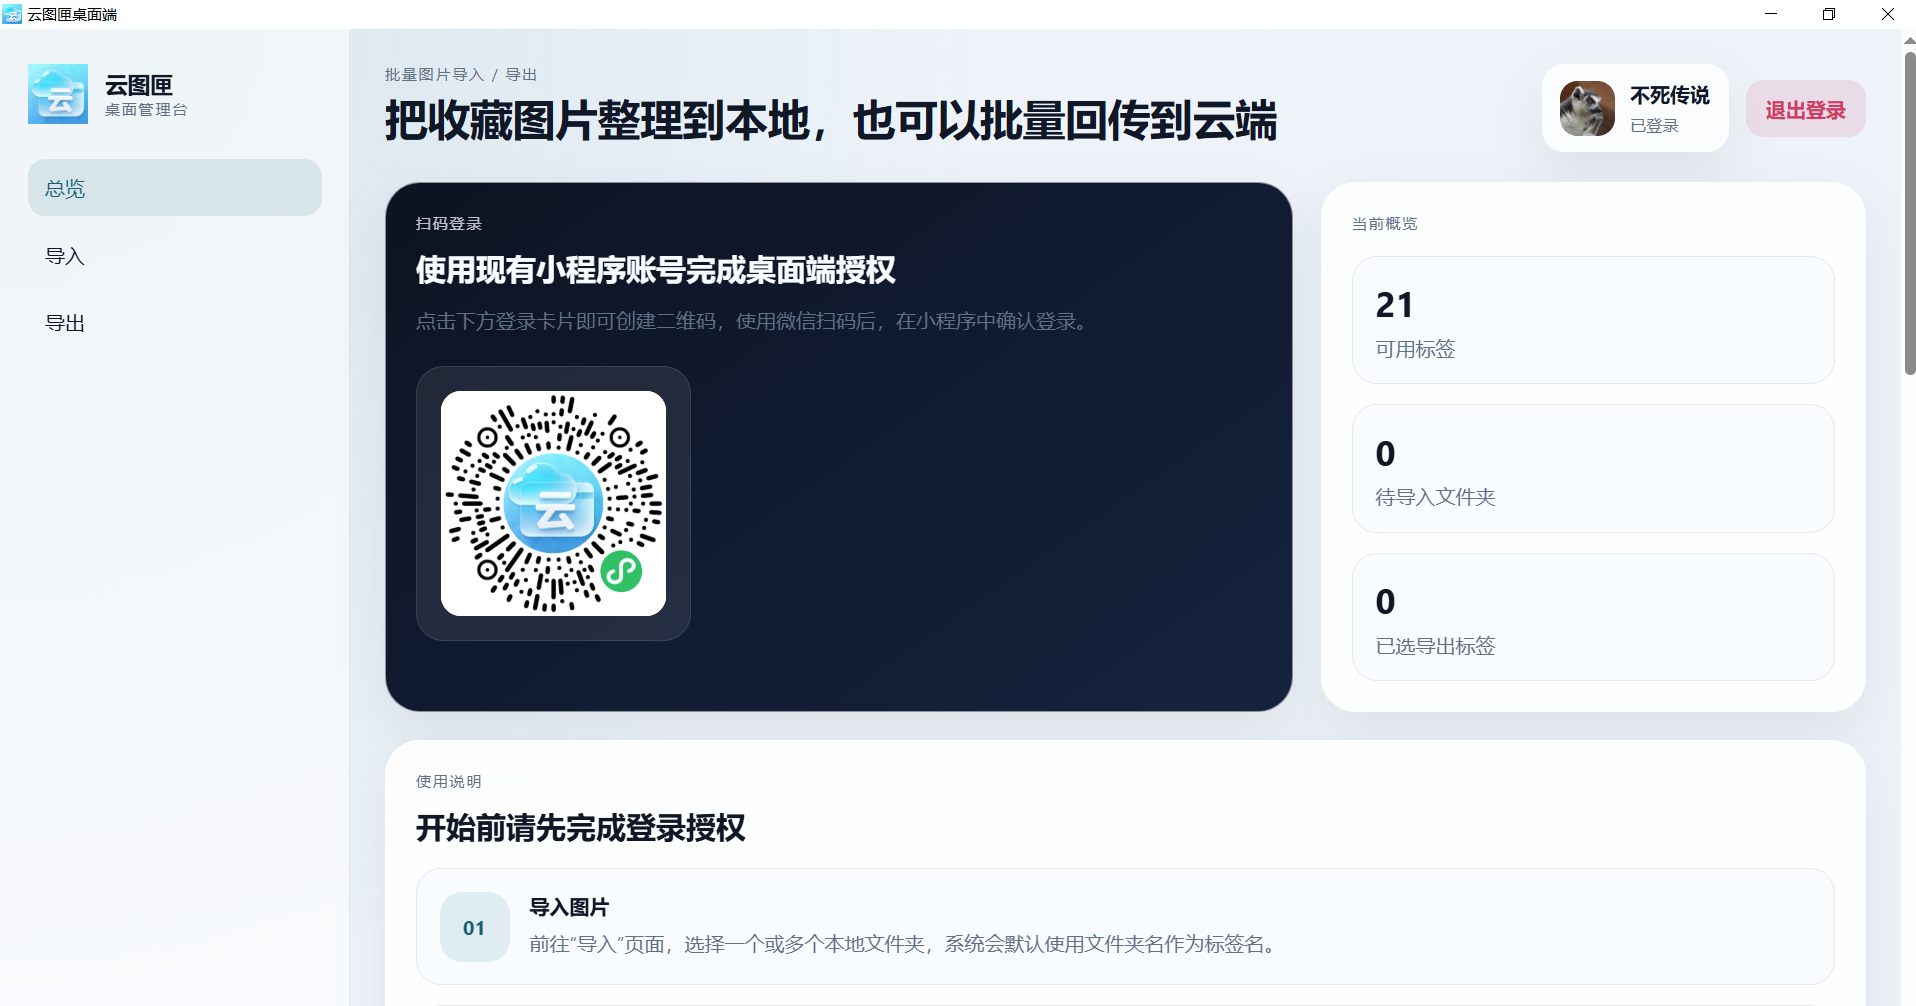 云图匣桌面端
云图匣
桌面管理台
总览
导入
导出
批量图片导入 / 导出
把收藏图片整理到本地，也可以批量回传到云端
不死传说
已登录
退出登录
扫码登录
使用现有小程序账号完成桌面端授权
点击下方登录卡片即可创建二维码，使用微信扫码后，在小程序中确认登录。
云
当前概览
21
可用标签
0
待导入文件夹
0
已选导出标签
使用说明
开始前请先完成登录授权
01
导入图片
前往“导入”页面，选择一个或多个本地文件夹，系统会默认使用文件夹名作为标签名。